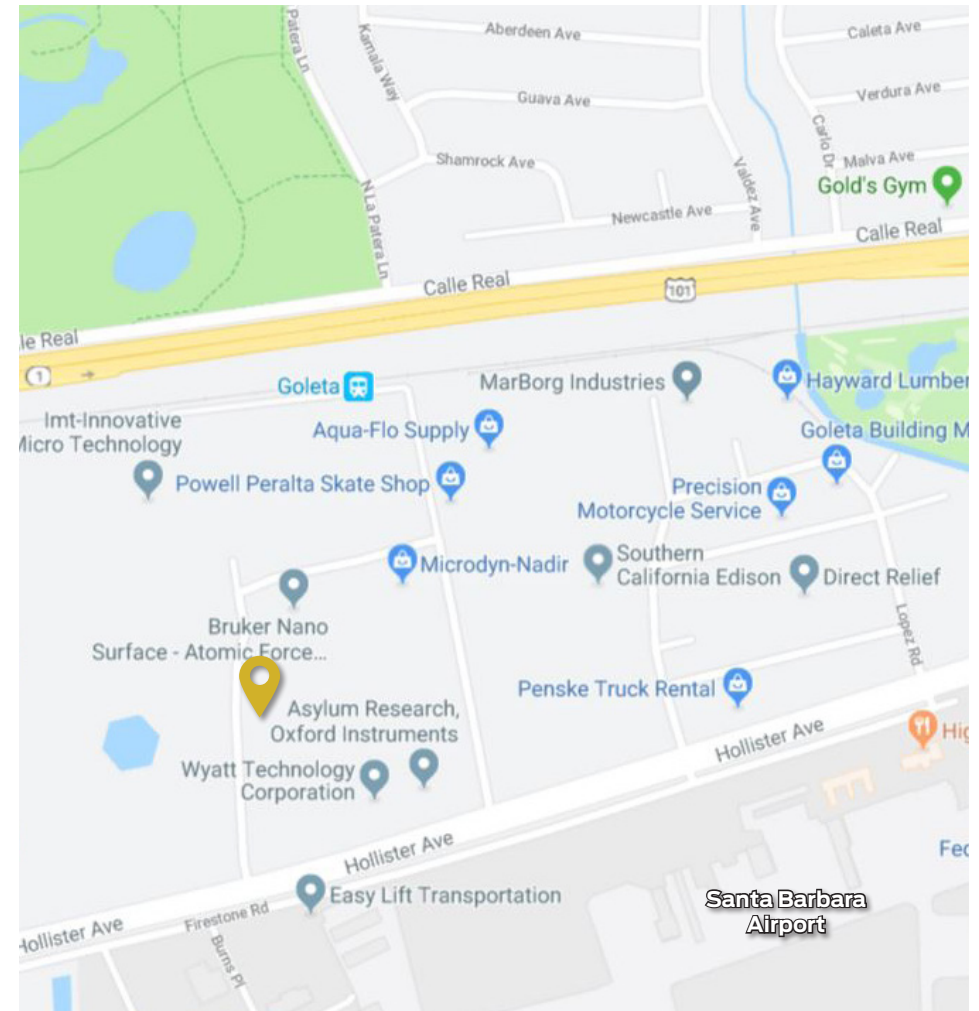 Patera Ln
Kamala Way
Aberdeen Ave
Caleta Ave
Guava Ave
Verdura Ave
Carlo Dr
Shamrock Ave
Malva Ave
Valdez Ave
Gold's Gym
N La Patera Ln
Newcastle Ave
Calle Real
Calle Real
101
le Real
1
Goleta
MarBorg Industries
Hayward Lumber
Imt-Innovative
Micro Technology
Aqua-Flo Supply
Goleta Building M
Powell Peralta Skate Shop
Precision
Motorcycle Service
Microdyn-Nadir
Southern
California Edison
Direct Relief
Bruker Nano
Surface - Atomic Force...
Lopez Rd
Penske Truck Rental
Asylum Research,
Oxford Instruments
Hollister Ave
Hig
Wyatt Technology
Corporation
Hollister Ave
Fed
Easy Lift Transportation
Santa Barbara
Airport
Firestone Rd
Hollister Ave
Burns Pl